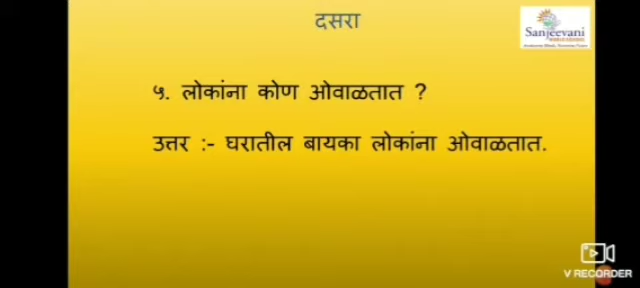 दसरा
Sanjeevani
५. लोकांना कोण ओवाळतात ?
उत्तर :- घरातील बायका लोकांना ओवाळतात.
V RECORDER